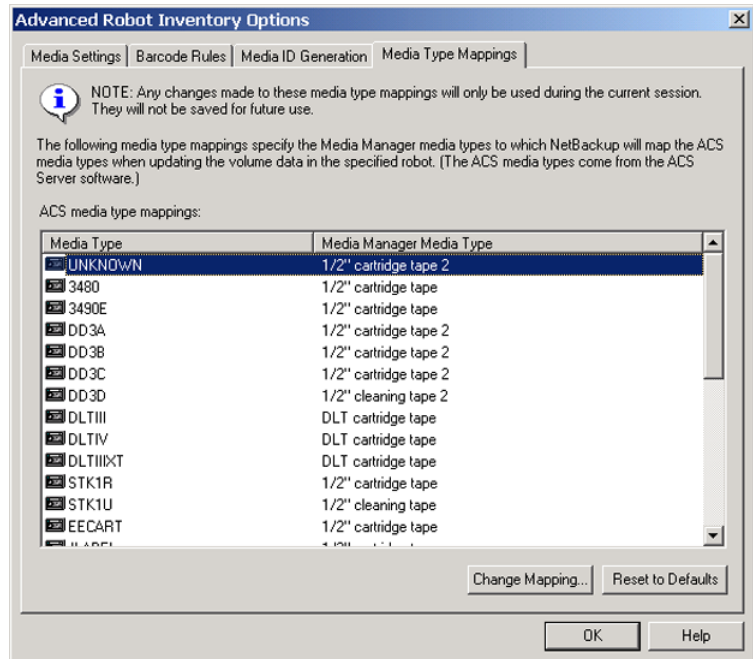 Advanced Robot Inventory Options
Media Settings Barcode Rules Media ID Generation Media Type Mappings
NOTE: Any changes made to these media type mappings will only be used during the current session.
They will not be saved for future use.
The following media type mappings specify the Media Manager media types to which NetBackup will map the ACS
media types when updating the volume data in the specified robot. (The ACS media types come from the ACS
Server software.)
ACS media type mappings:
Media Type Media Manager Media Type
UNKNOWN 1/2" cartridge tape 2
3480 1/2" cartridge tape
3490E 1/2" cartridge tape
DD3A 1/2" cartridge tape 2
DD3B 1/2" cartridge tape 2
DD3C 1/2" cartridge tape 2
DD3D 1/2" cleaning tape 2
DLTIII DLT cartridge tape
DLTIV DLT cartridge tape
DLTIIIXT DLT cartridge tape
STK1R 1/2" cartridge tape
STK1U 1/2" cleaning tape
EECART 1/2" cartridge tape
Change Mapping... Reset to Defaults
OK Help